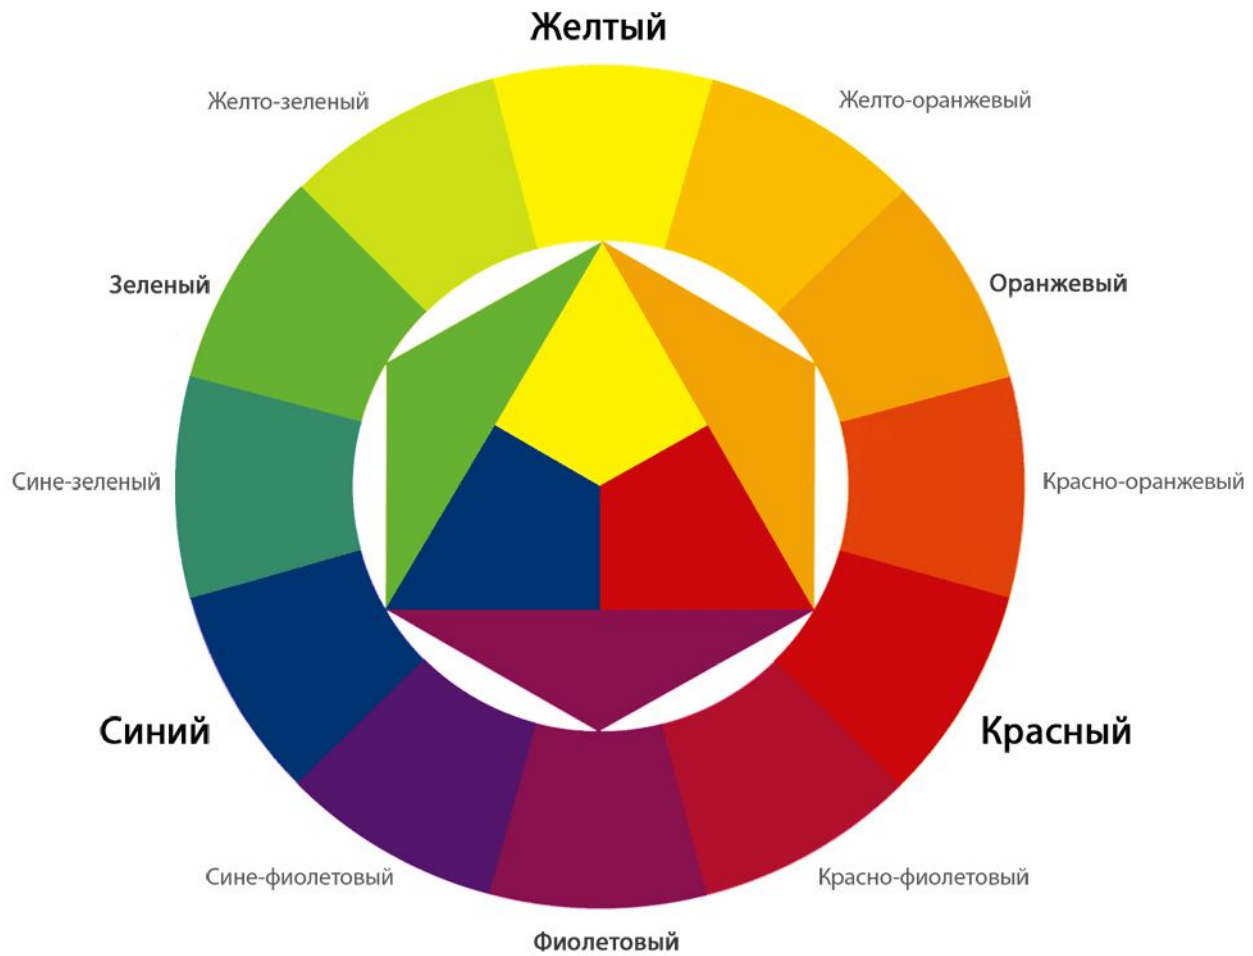 Желтый
Желто-зеленый
Желто-оранжевый
Зеленый
Оранжевый
Сине-зеленый
Красно-оранжевый
Синий
Красный
Сине-фиолетовый
Красно-фиолетовый
Фиолетовый